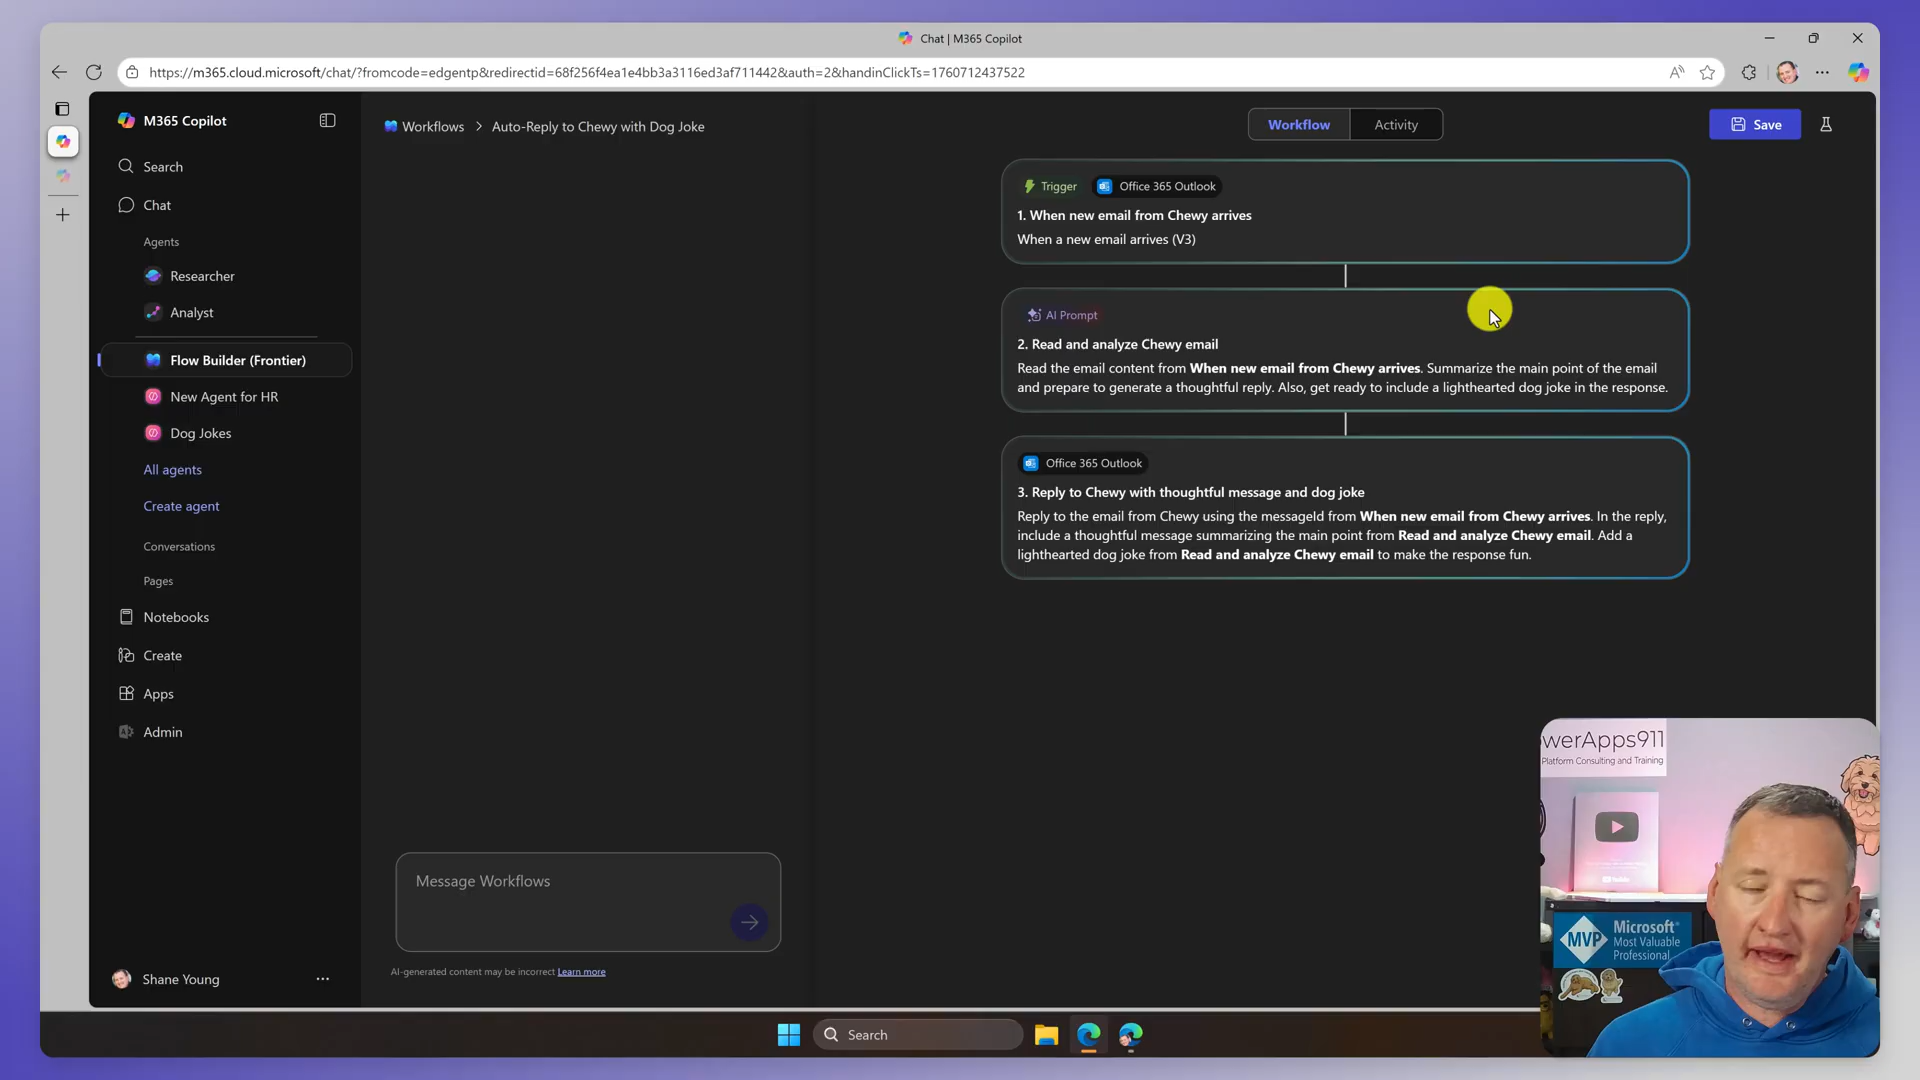 Chat | M365 Copilot
https://m365.cloud.microsoft/chat/?fromcode=edgentp&redirectid=68f256f4ea1e4bb3a3116ed3af711442&auth=2&handinClickTs=1760712437522
M365 Copilot
Search
Chat
Agents
Researcher
Analyst
Flow Builder (Frontier)
New Agent for HR
Dog Jokes
All agents
Create agent
Conversations
Pages
Notebooks
Create
Apps
Admin
Shane Young
Workflows > Auto-Reply to Chewy with Dog Joke
Message Workflows
AI-generated content may be incorrect Learn more
Workflow
Activity
Save
Trigger
Office 365 Outlook
1. When new email from Chewy arrives
When a new email arrives (V3)
AI Prompt
2. Read and analyze Chewy email
Read the email content from When new email from Chewy arrives. Summarize the main point of the email
and prepare to generate a thoughtful reply. Also, get ready to include a lighthearted dog joke in the response.
Office 365 Outlook
3. Reply to Chewy with thoughtful message and dog joke
Reply to the email from Chewy using the messageId from When new email from Chewy arrives. In the reply,
include a thoughtful message summarizing the main point from Read and analyze Chewy email. Add a
lighthearted dog joke from Read and analyze Chewy email to make the response fun.
werApps911
Platform Consulting and Training
MVP
Microsoft
Most Valuable
Professional
Search